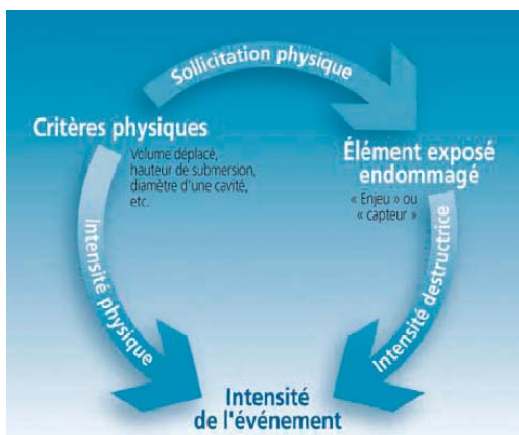 Sollicitation physique
Critères physiques
Volume déplacé,
hauteur de submersion,
diamètre d'une cavité,
etc.
Élément exposé
endommagé
« Enjeu » ou
« capteur »
Intensité physique
Intensité destructrice
Intensité
de l'événement